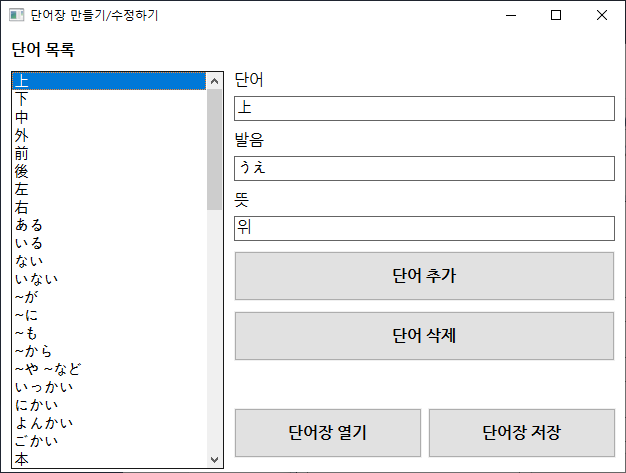 단어장 만들기/수정하기
단어 목록
上
下
中
外
前
後
左
右
ある
いる
ない
いない
~が
~に
~も
~から
~や ~など
いっかい
にかい
よんかい
ごかい
本
단어
上
발음
うえ
뜻
위
단어 추가
단어 삭제
단어장 열기
단어장 저장